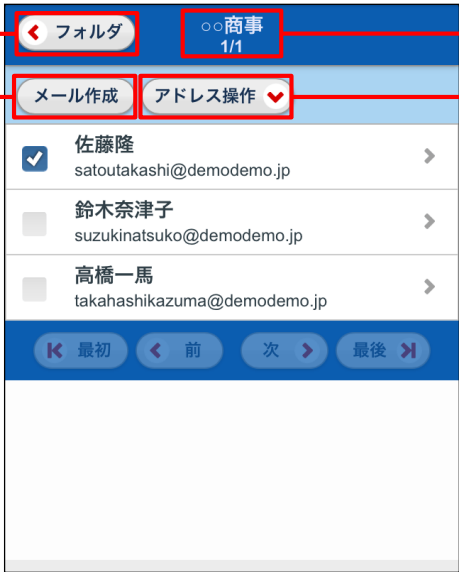 フォルダ
○○商事
1/1
メール作成
アドレス操作
佐藤隆
satoutakashi@demodemo.jp
鈴木奈津子
suzukinatsuko@demodemo.jp
高橋一馬
takahashikazuma@demodemo.jp
最初 前 次 最後